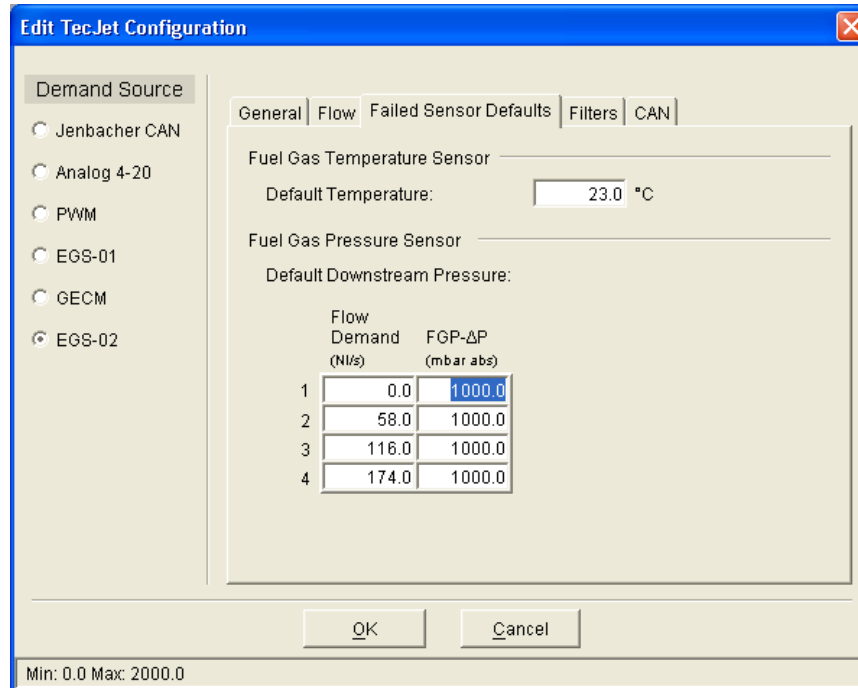 Edit TecJet Configuration
Demand Source
Jenbacher CAN
Analog 4-20
PWM
EGS-01
GECM
EGS-02
General Flow Failed Sensor Defaults Filters CAN
Fuel Gas Temperature Sensor
Default Temperature: 23.0 °C
Fuel Gas Pressure Sensor
Default Downstream Pressure:
Flow
Demand FGP-ΔP
(Nl/s) (mbar abs)
1 0.0 1000.0
2 58.0 1000.0
3 116.0 1000.0
4 174.0 1000.0
OK Cancel
Min: 0.0 Max: 2000.0